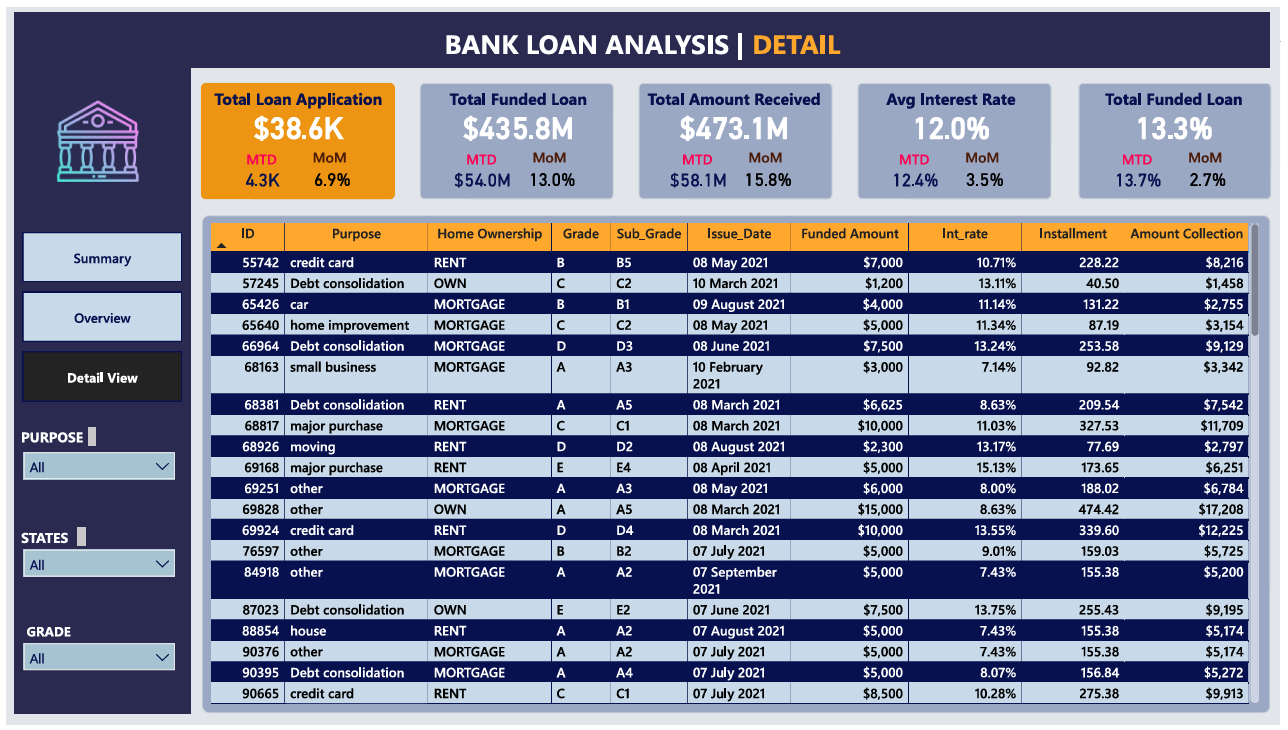 BANK LOAN ANALYSIS | DETAIL
Total Loan Application
$38.6K
MTD MoM
4.3K 6.9%
Total Funded Loan
$435.8M
MTD MoM
$54.0M 13.0%
Total Amount Received
$473.1M
MTD MoM
$58.1M 15.8%
Avg Interest Rate
12.0%
MTD MoM
12.4% 3.5%
Total Funded Loan
13.3%
MTD MoM
13.7% 2.7%
Summary
Overview
Detail View
PURPOSE
All
STATES
All
GRADE
All
ID Purpose Home Ownership Grade Sub_Grade Issue_Date Funded Amount Int_rate Installment Amount Collection
55742 credit card RENT B B5 08 May 2021 $7,000 10.71% 228.22 $8,216
57245 Debt consolidation OWN C C2 10 March 2021 $1,200 13.11% 40.50 $1,458
65426 car MORTGAGE B B1 09 August 2021 $4,000 11.14% 131.22 $2,755
65640 home improvement MORTGAGE C C2 08 May 2021 $5,000 11.34% 87.19 $3,154
66964 Debt consolidation MORTGAGE D D3 08 June 2021 $7,500 13.24% 253.58 $9,129
68163 small business MORTGAGE A A3 10 February $3,000 7.14% 92.82 $3,342
2021
68381 Debt consolidation RENT A A5 08 March 2021 $6,625 8.63% 209.54 $7,542
68817 major purchase MORTGAGE C C1 08 March 2021 $10,000 11.03% 327.53 $11,709
68926 moving RENT D D2 08 August 2021 $2,300 13.17% 77.69 $2,797
69168 major purchase RENT E E4 08 April 2021 $5,000 15.13% 173.65 $6,251
69251 other MORTGAGE A A3 08 May 2021 $6,000 8.00% 188.02 $6,784
69828 other OWN A A5 08 March 2021 $15,000 8.63% 474.42 $17,208
69924 credit card RENT D D4 08 March 2021 $10,000 13.55% 339.60 $12,225
76597 other MORTGAGE B B2 07 July 2021 $5,000 9.01% 159.03 $5,725
84918 other MORTGAGE A A2 07 September $5,000 7.43% 155.38 $5,200
2021
87023 Debt consolidation OWN E E2 07 June 2021 $7,500 13.75% 255.43 $9,195
88854 house RENT A A2 07 August 2021 $5,000 7.43% 155.38 $5,174
90376 other MORTGAGE A A2 07 July 2021 $5,000 7.43% 155.38 $5,174
90395 Debt consolidation MORTGAGE A A4 07 July 2021 $5,000 8.07% 156.84 $5,272
90665 credit card RENT C C1 07 July 2021 $8,500 10.28% 275.38 $9,913